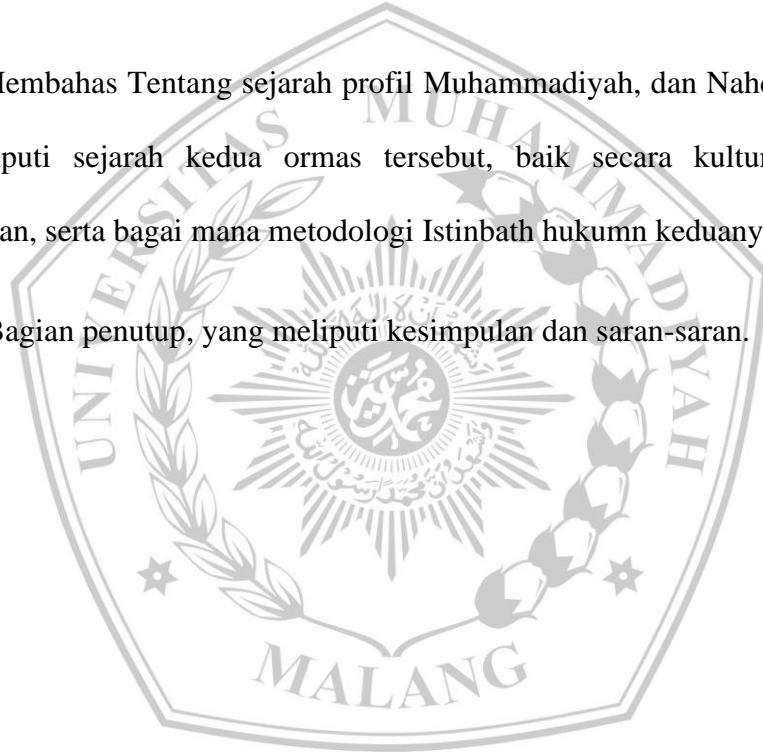 Membahas Tentang sejarah profil Muhammadiyah, dan Nahd
puti sejarah kedua ormas tersebut, baik secara kultur
an, serta bagai mana metodologi Istinbath hukumn keduany
Bagian penutup, yang meliputi kesimpulan dan saran-saran.
UNIVERSITAS MUHAMMADIYAH
MALANG